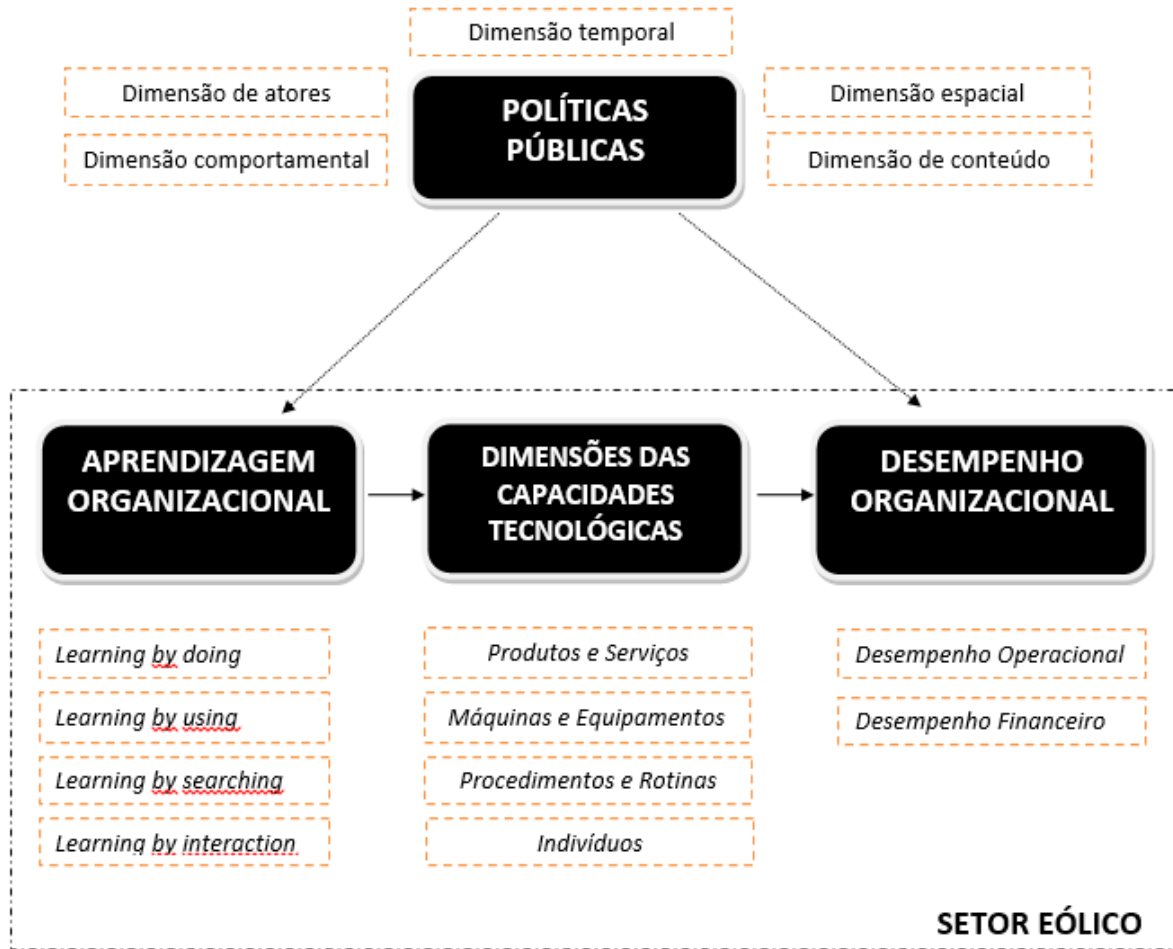 Dimensão temporal
Dimensão de atores
Dimensão comportamental
POLÍTICAS
PÚBLICAS
Dimensão espacial
Dimensão de conteúdo
APRENDIZAGEM
ORGANIZACIONAL
DIMENSÕES DAS
CAPACIDADES
TECNOLÓGICAS
DESEMPENHO
ORGANIZACIONAL
Learning by doing
Learning by using
Learning by searching
Learning by interaction
Produtos e Serviços
Máquinas e Equipamentos
Procedimentos e Rotinas
Indivíduos
Desempenho Operacional
Desempenho Financeiro
SETOR EÓLICO